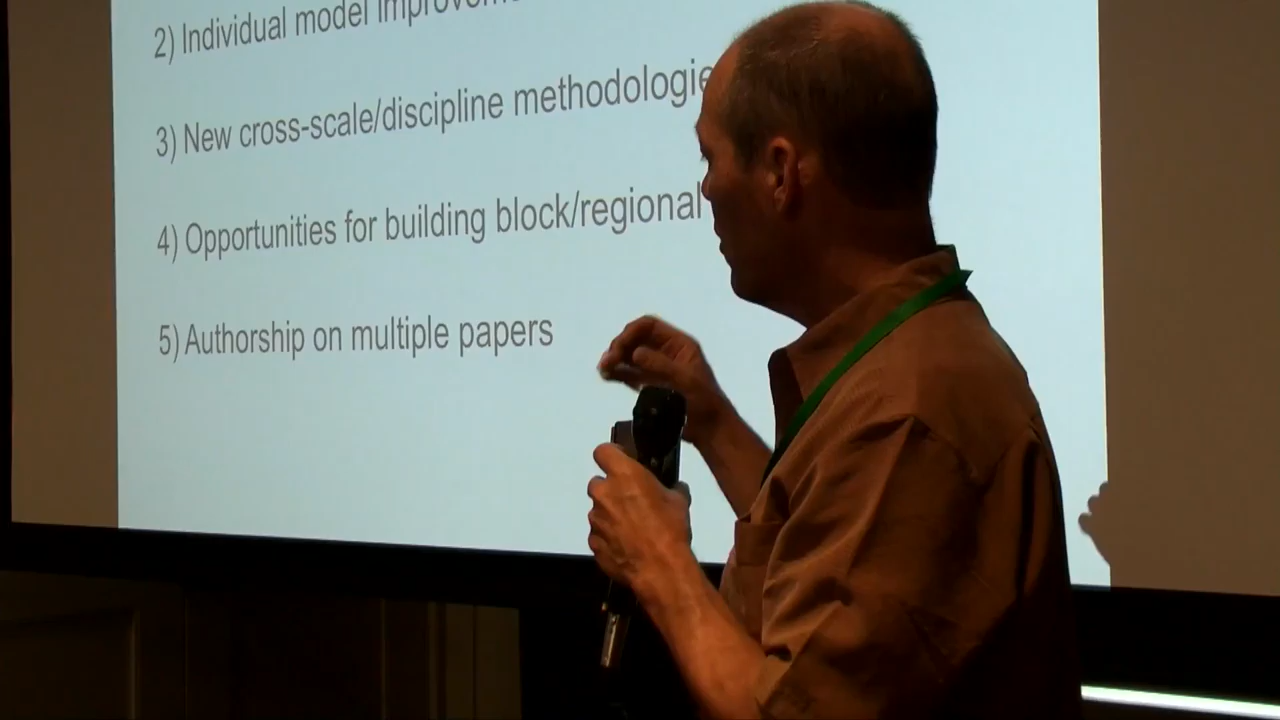 2) Individual model
3) New cross-scale/discipline
4) Opportunities for building block/regional
5) Authorship on multiple papers